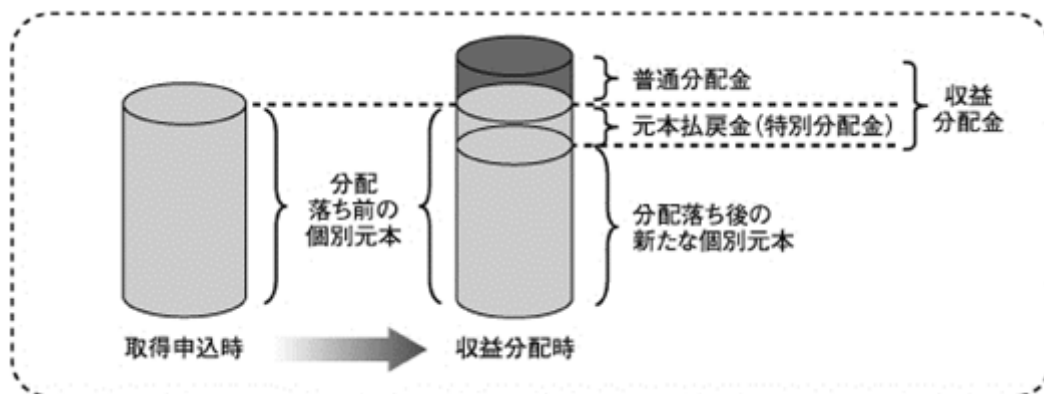 普通分配金
元本払戻金(特別分配金)
収益
分配金
分配
落ち前の
個別元本
分配落ち後の
新たな個別元本
取得申込時
収益分配時